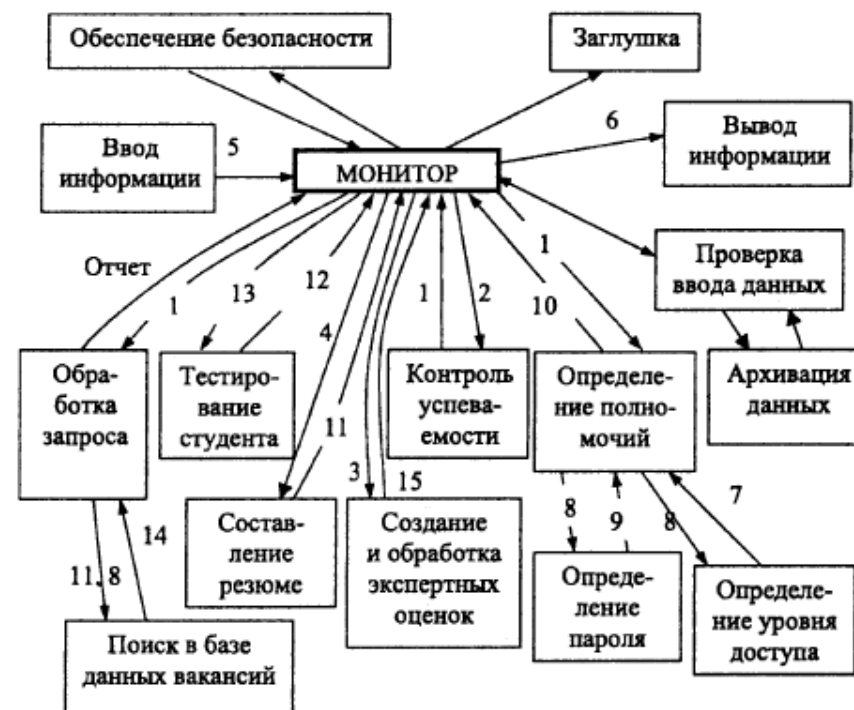 Обеспечение безопасности
Заглушка
Ввод
информации
5
МОНИТОР
6
Вывод
информации
Отчет
1
13
12
4
11
3
15
1
2
10
1
Проверка
ввода данных
Обра-
ботка
запроса
Тестиро-
вание
студента
Контроль
успева-
емости
Определе-
ние полно-
мочий
Архивация
данных
11, 8
14
Состав-
ление
резюме
Создание
и обработка
экспертных
оценок
8
9
8
7
Опреде-
ление
пароля
Определе-
ние уровня
доступа
Поиск в базе
данных вакансий